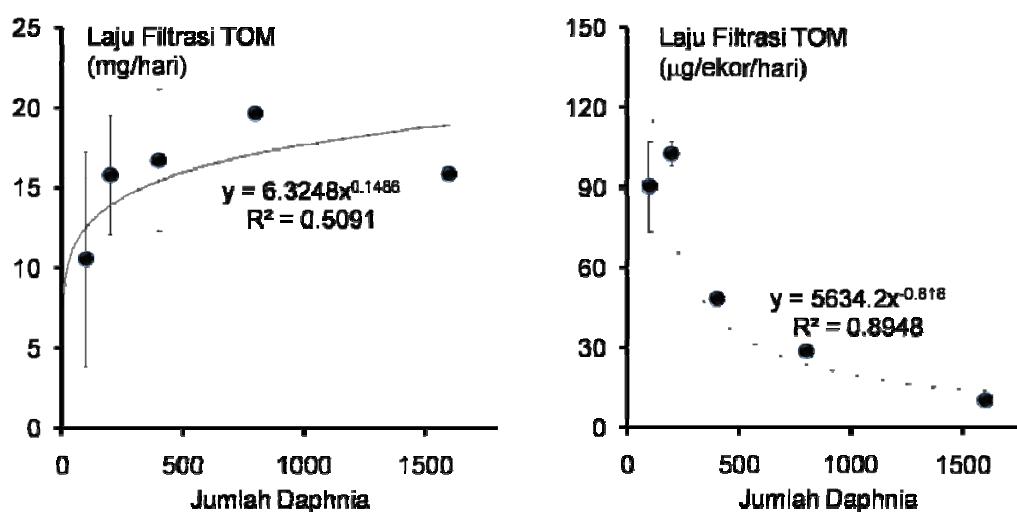 Laju Filtrasi TOM
(mg/hari)
25
20
15
10
5
0
y = 6.3248x^0.1486
R² = 0.5091
0 500 1000 1500
Jumlah Daphnia
Laju Filtrasi TOM
(µg/ekor/hari)
150
120
90
60
30
0
y = 5634.2x^-0.818
R² = 0.8948
0 500 1000 1500
Jumlah Daphnia